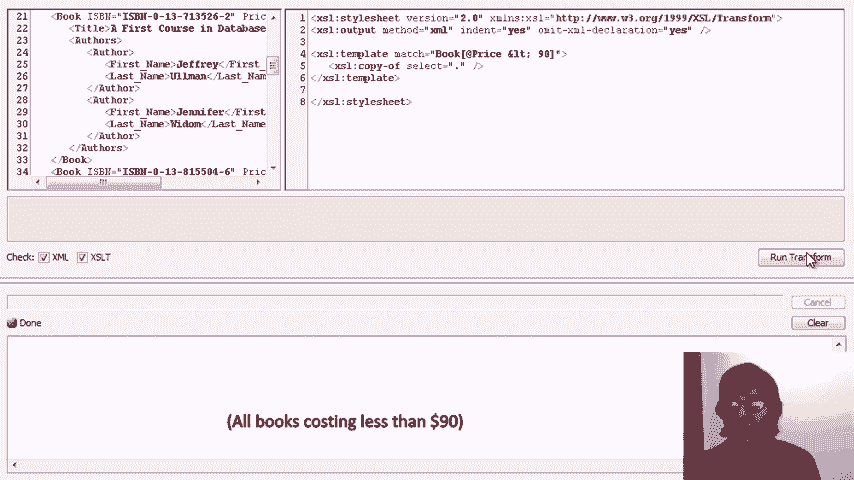 21 <Book ISBN="ISBN-0-13-713526-2" Pric
22 <Title>A First Course in Database
23 <Authors>
24 <Author>
25 <First_Name>Jeffrey</First_
26 <Last_Name>Ullman</Last_Nam
27 </Author>
28 <Author>
29 <First_Name>Jennifer</First
30 <Last_Name>Widom</Last_Name
31 </Author>
32 </Authors>
33 </Book>
34 <Book ISBN="ISBN-0-13-815504-6" Pric
1 <xsl:stylesheet version="2.0" xmlns:xsl="http://www.w3.org/1999/XSL/Transform">
2 <xsl:output method="xml" indent="yes" omit-xml-declaration="yes" />
3
4 <xsl:template match="Book[@Price &lt; 90]">
5 <xsl:copy-of select="." />
6 </xsl:template>
7
8 </xsl:stylesheet>
Check: XML XSLT
Run Transform
Cancel
Done
Clear
(All books costing less than $90)